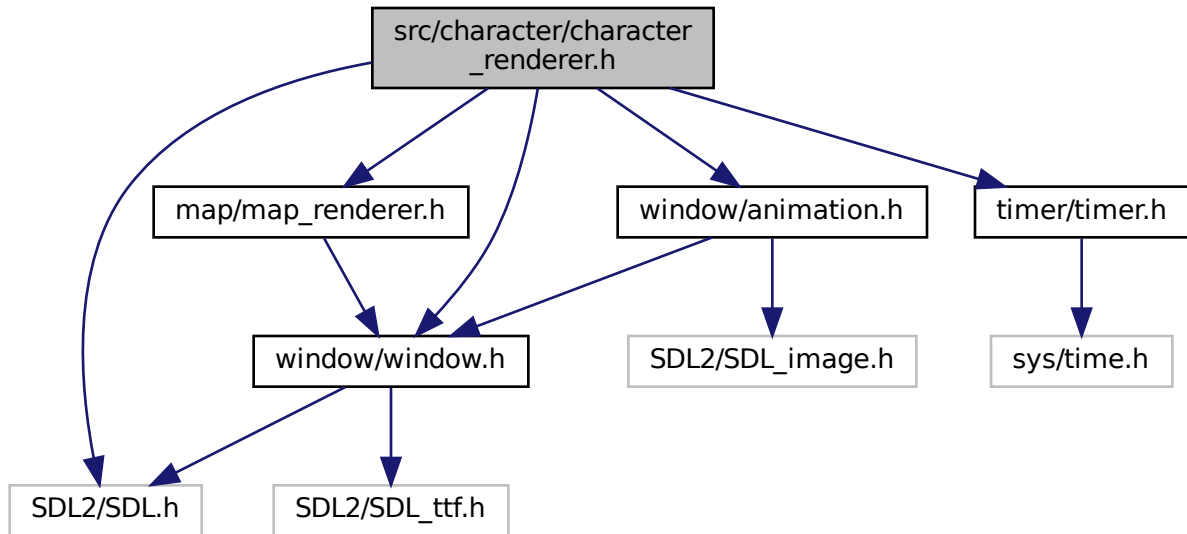 src/character/character
_renderer.h
map/map_renderer.h
window/animation.h
timer/timer.h
window/window.h
SDL2/SDL_image.h
sys/time.h
SDL2/SDL.h
SDL2/SDL_ttf.h